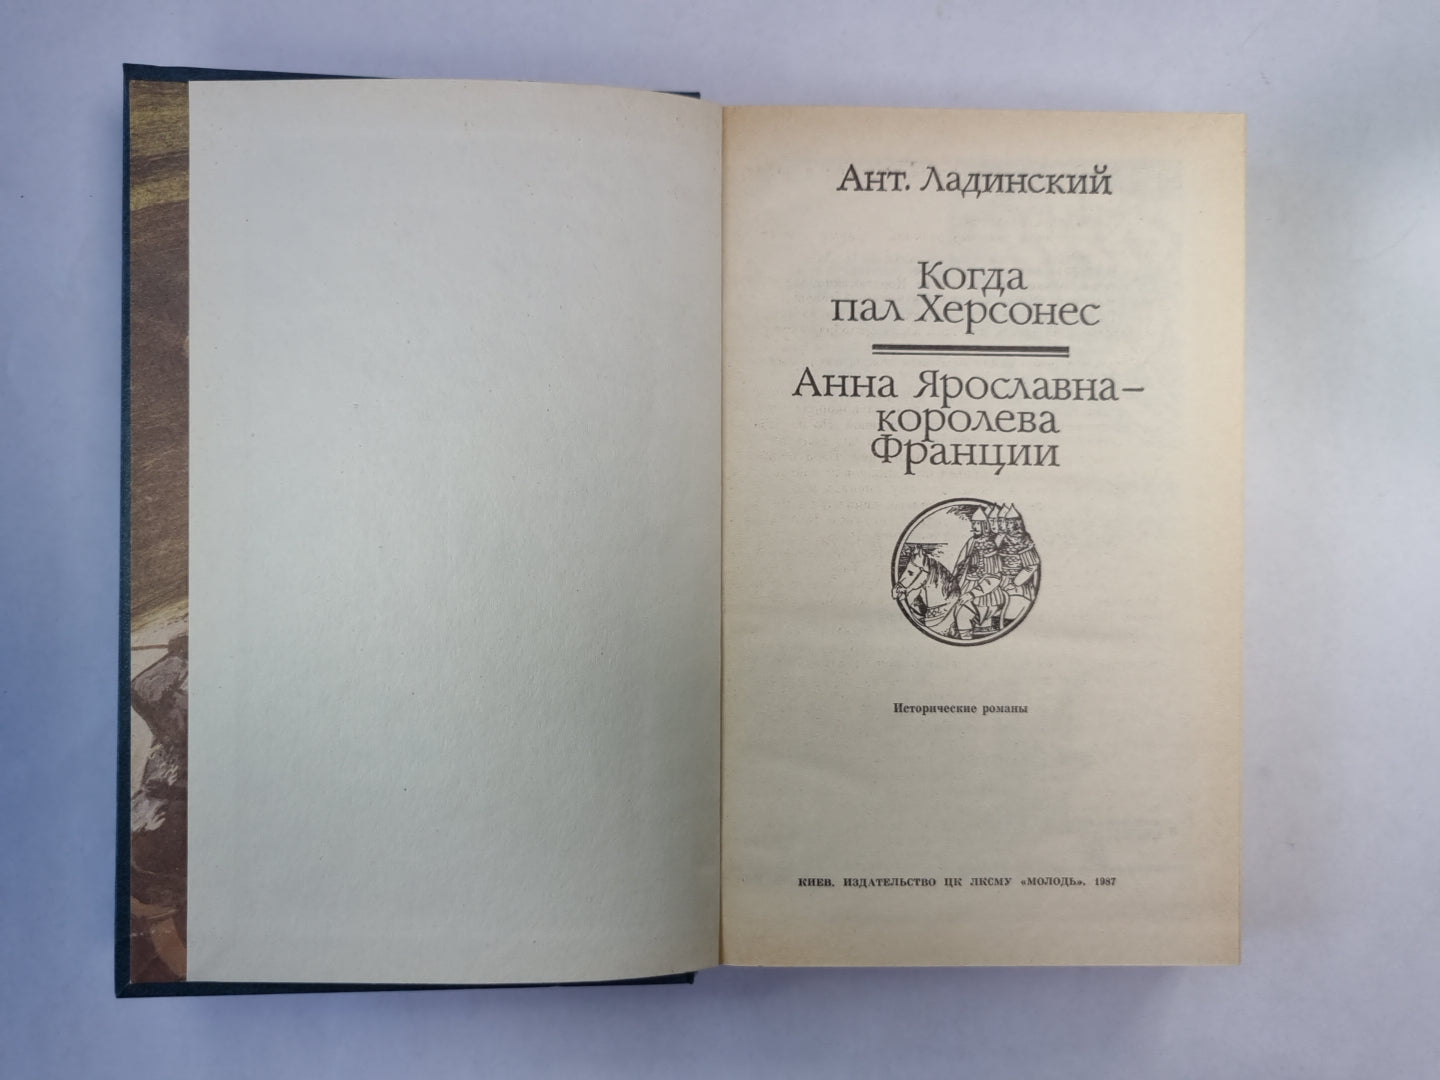 Ант. Ладинский
Когда
пал Херсонес
Анна Ярославна–
королева
Франции
Исторические романы
КИЕВ. ИЗДАТЕЛЬСТВО ЦК ЛКСМУ «МОЛОДЬ». 1987